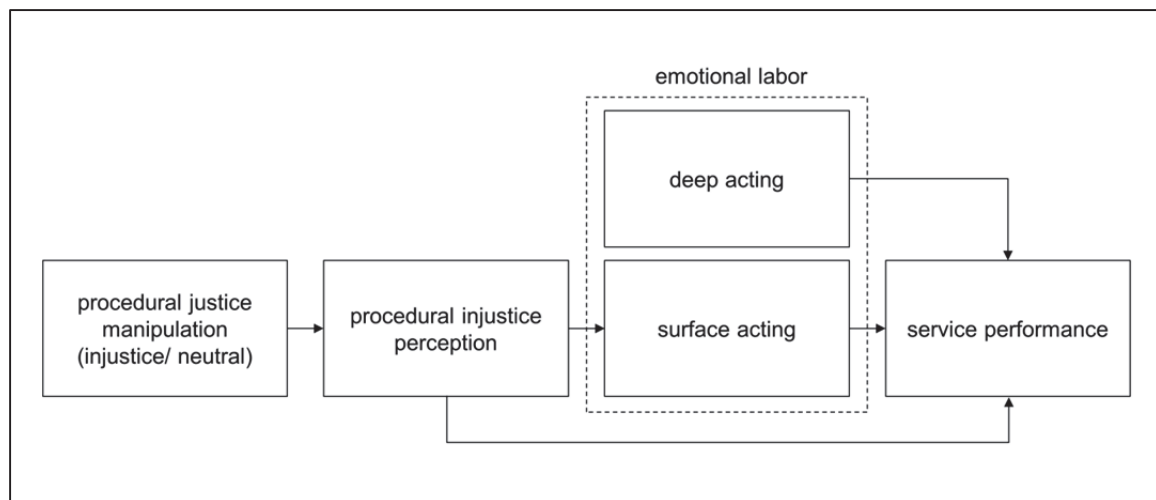 emotional labor
deep acting
procedural justice
manipulation
(injustice/ neutral)
procedural injustice
perception
surface acting
service performance